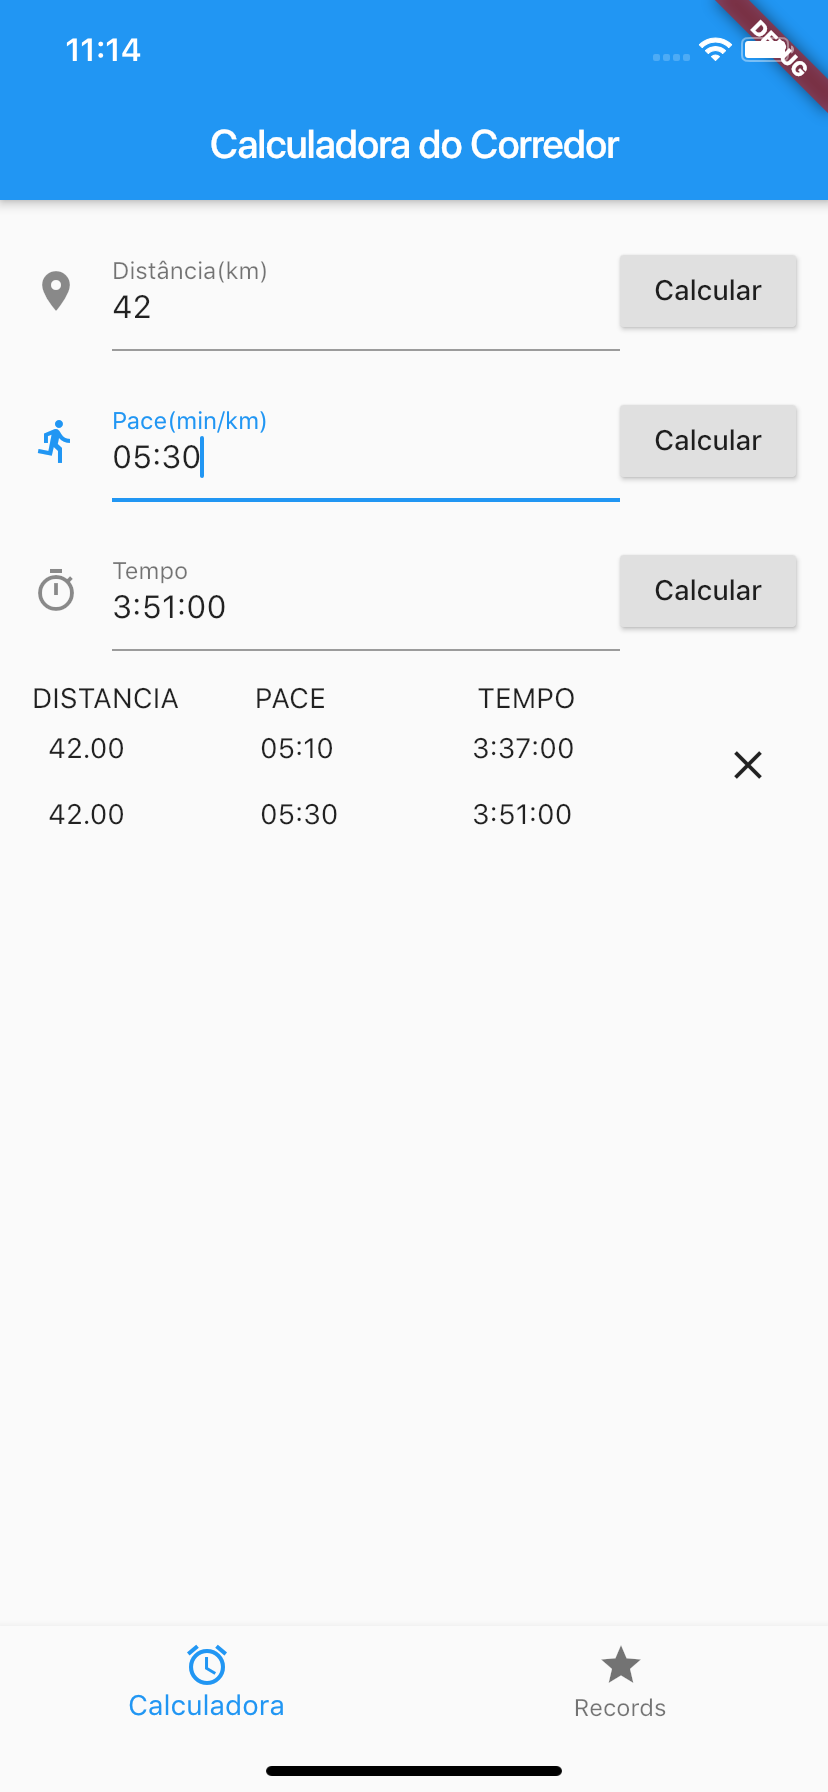 11:14
DEBUG
Calculadora do Corredor
Distância(km)
42
Calcular
Pace(min/km)
05:30
Calcular
Tempo
3:51:00
Calcular
DISTANCIA PACE TEMPO
42.00 05:10 3:37:00
42.00 05:30 3:51:00
Calculadora Records